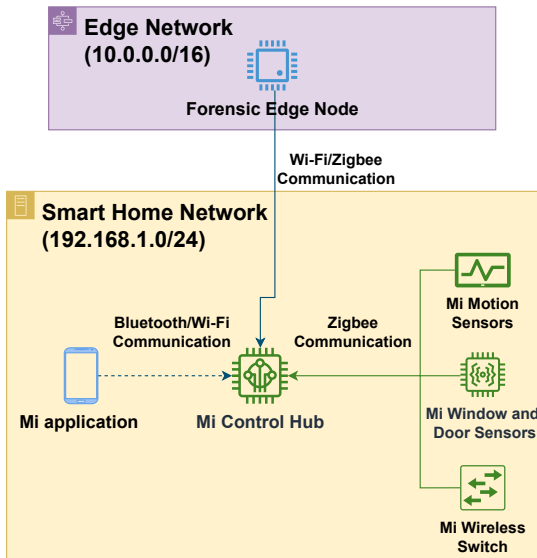 Edge Network
(10.0.0.0/16)
Forensic Edge Node
Wi-Fi/Zigbee
Communication
Smart Home Network
(192.168.1.0/24)
Mi Motion
Sensors
Bluetooth/Wi-Fi
Communication
Zigbee
Communication
Mi application
Mi Control Hub
Mi Window and
Door Sensors
Mi Wireless
Switch